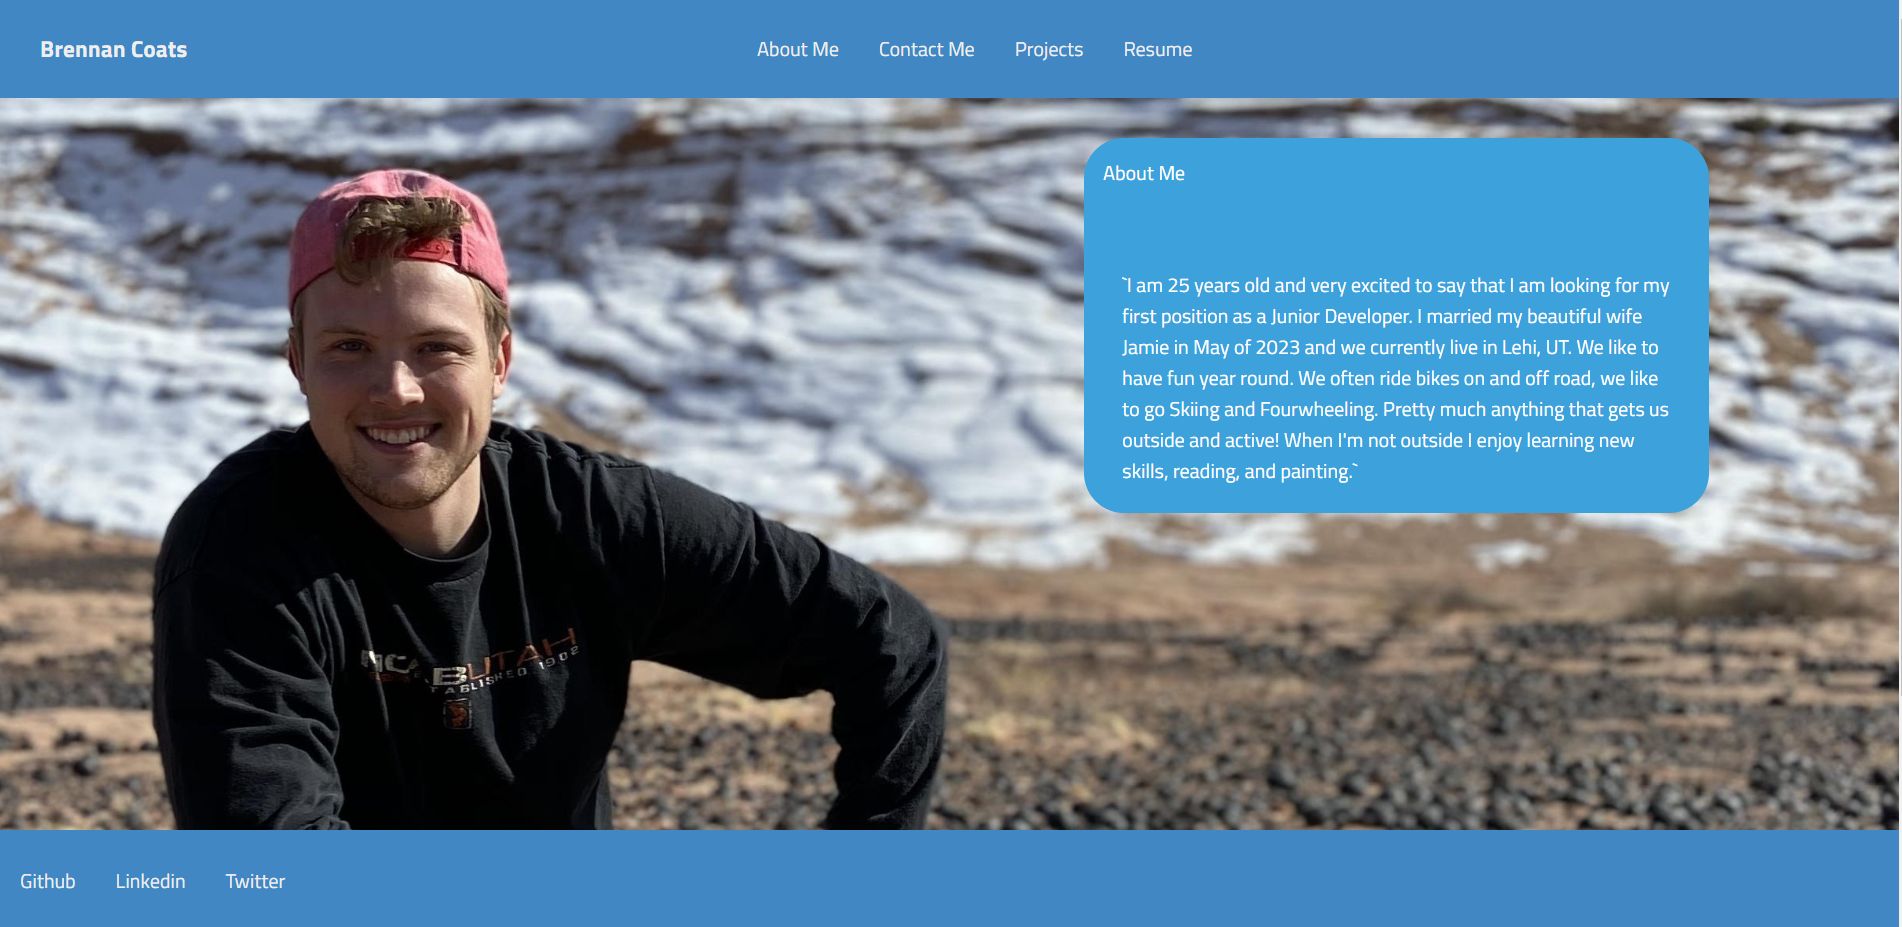 Brennan Coats
About Me
Contact Me
Projects
Resume
About Me
`I am 25 years old and very excited to say that I am looking for my
first position as a Junior Developer. I married my beautiful wife
Jamie in May of 2023 and we currently live in Lehi, UT. We like to
have fun year round. We often ride bikes on and off road, we like
to go Skiing and Fourwheeling. Pretty much anything that gets us
outside and active! When I'm not outside I enjoy learning new
skills, reading, and painting.`
UTAH
1902
Github
Linkedin
Twitter